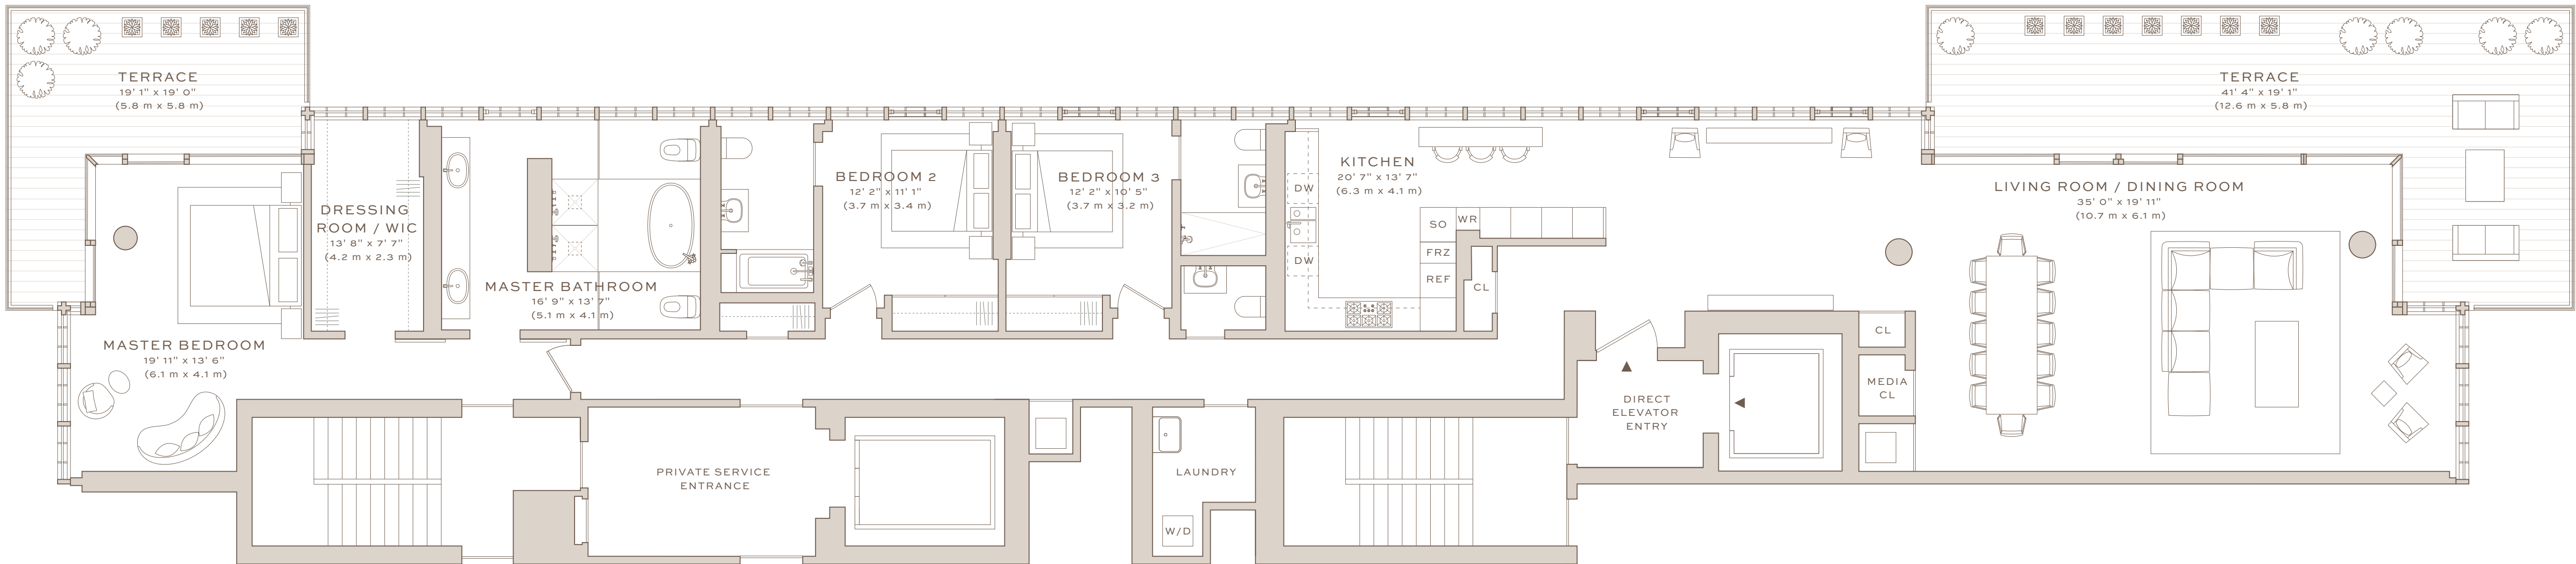 TERRACE
19' 1" x 19' 0"
(5.8 m x 5.8 m)
DRESSING
ROOM / WIC
13' 8" x 7' 7"
(4.2 m x 2.3 m)
MASTER BEDROOM
19' 11" x 13' 6"
(6.1 m x 4.1 m)
MASTER BATHROOM
16' 9" x 13' 7"
(5.1 m x 4.1 m)
BEDROOM 2
12' 2" x 11' 1"
(3.7 m x 3.4 m)
BEDROOM 3
12' 2" x 10' 5"
(3.7 m x 3.2 m)
KITCHEN
20' 7" x 13' 7"
(6.3 m x 4.1 m)
DW
DW
SO
WR
FRZ
REF
CL
TERRACE
41' 4" x 19' 1"
(12.6 m x 5.8 m)
LIVING ROOM / DINING ROOM
35' 0" x 19' 11"
(10.7 m x 6.1 m)
CL
MEDIA
CL
DIRECT
ELEVATOR
ENTRY
PRIVATE SERVICE
ENTRANCE
LAUNDRY
W/D